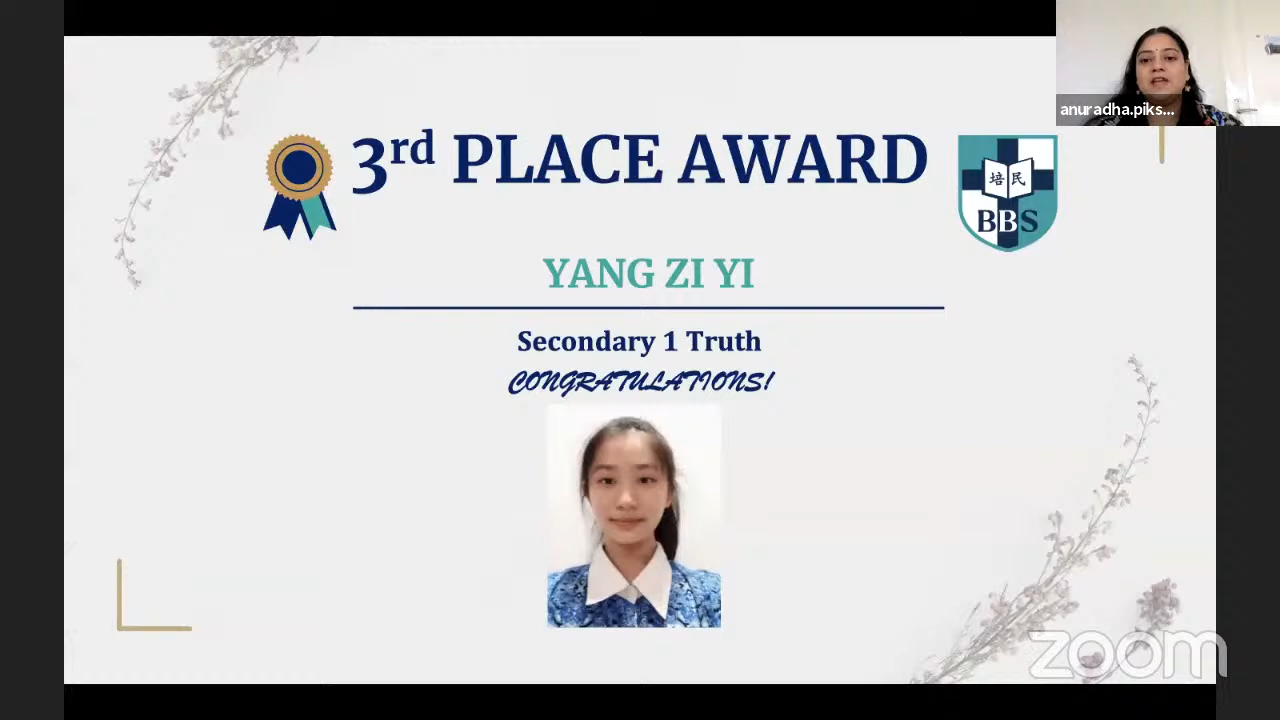 anuradha.piks...
3rd PLACE AWARD
培民
BBS
YANG ZI YI
Secondary 1 Truth
CONGRATULATIONS!
zoom